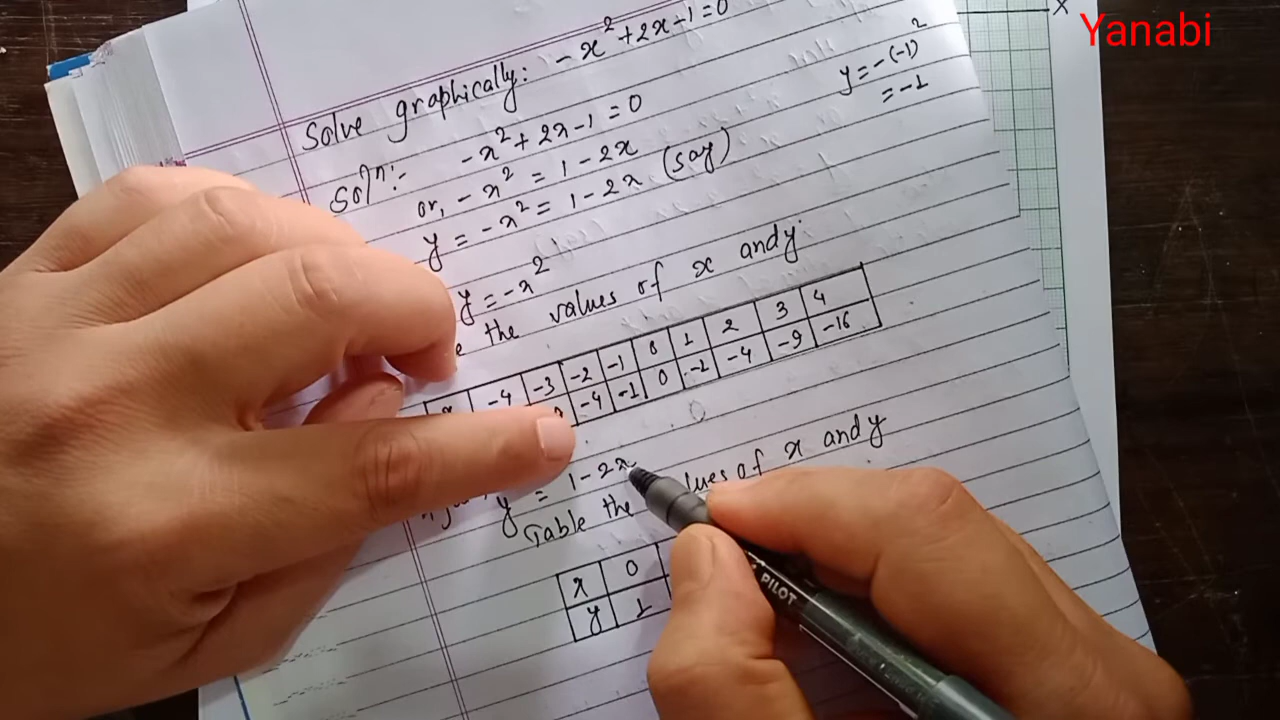 Yanabi
X
Solve graphically: -x²+2x-1=0
y=-(-1)²
=-1
Solⁿ:- -x²+2x-1=0
or, -x² = 1-2x
y = -x² = 1-2x (say)
y=-x²
the values of x and y
x -4 -3 -2 -1 0 1 2 3 4
-4 -1 0 -1 -4 -9 -16
y = 1-2x
Table the values of x and y
x 0
y 1
PILOT